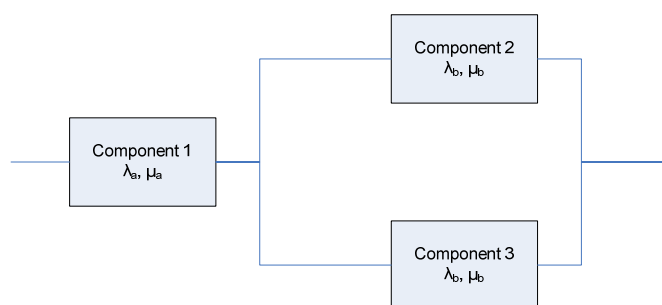 Component 1
λa, μa
Component 2
λb, μb
Component 3
λb, μb